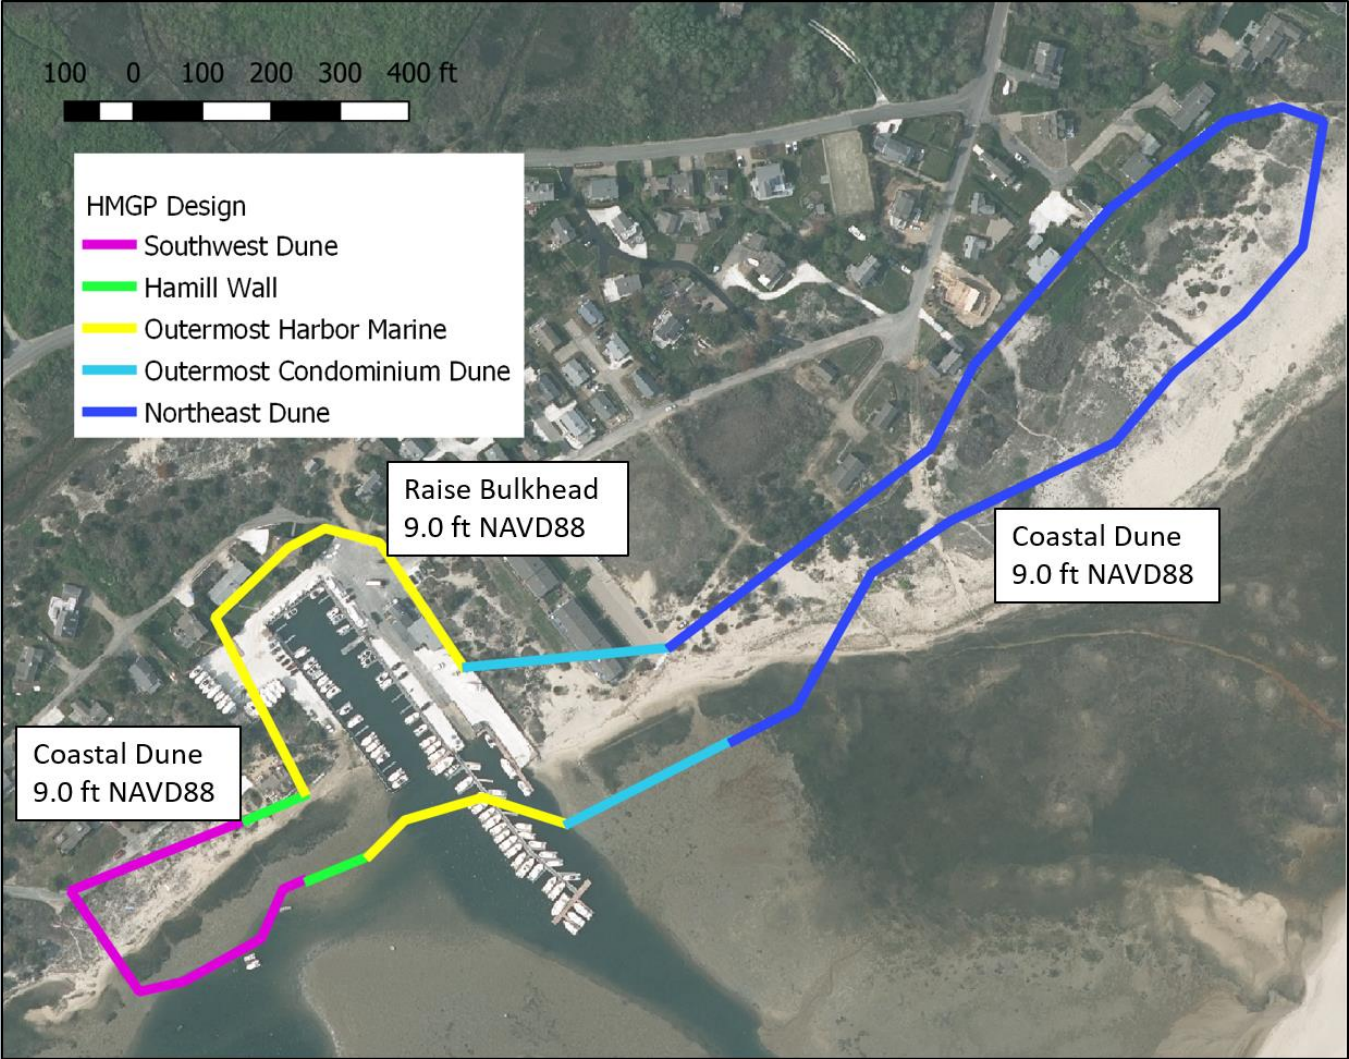 100 0 100 200 300 400 ft
HMGP Design
Southwest Dune
Hamill Wall
Outermost Harbor Marine
Outermost Condominium Dune
Northeast Dune
Raise Bulkhead
9.0 ft NAVD88
Coastal Dune
9.0 ft NAVD88
Coastal Dune
9.0 ft NAVD88